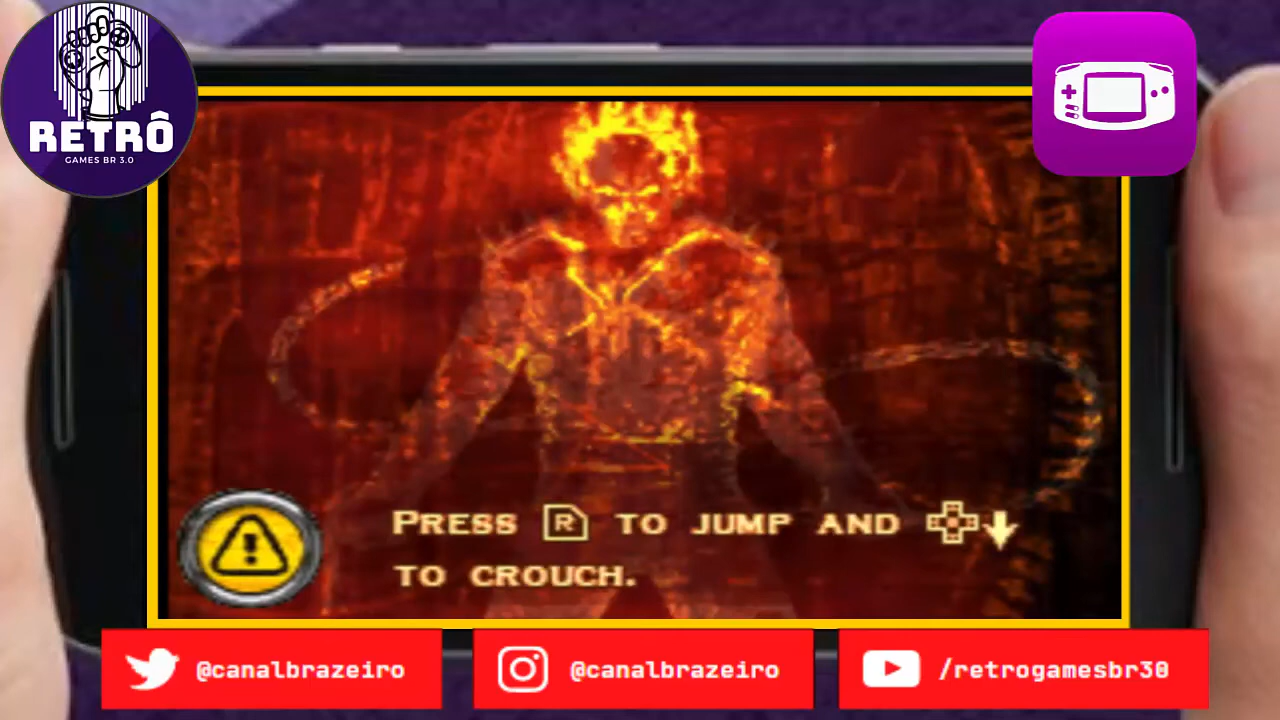 RETRÔ
GAMES BR 3.0
PRESS R TO JUMP AND
TO CROUCH.
@canalbrazeiro
@canalbrazeiro
/retrogamesbr30